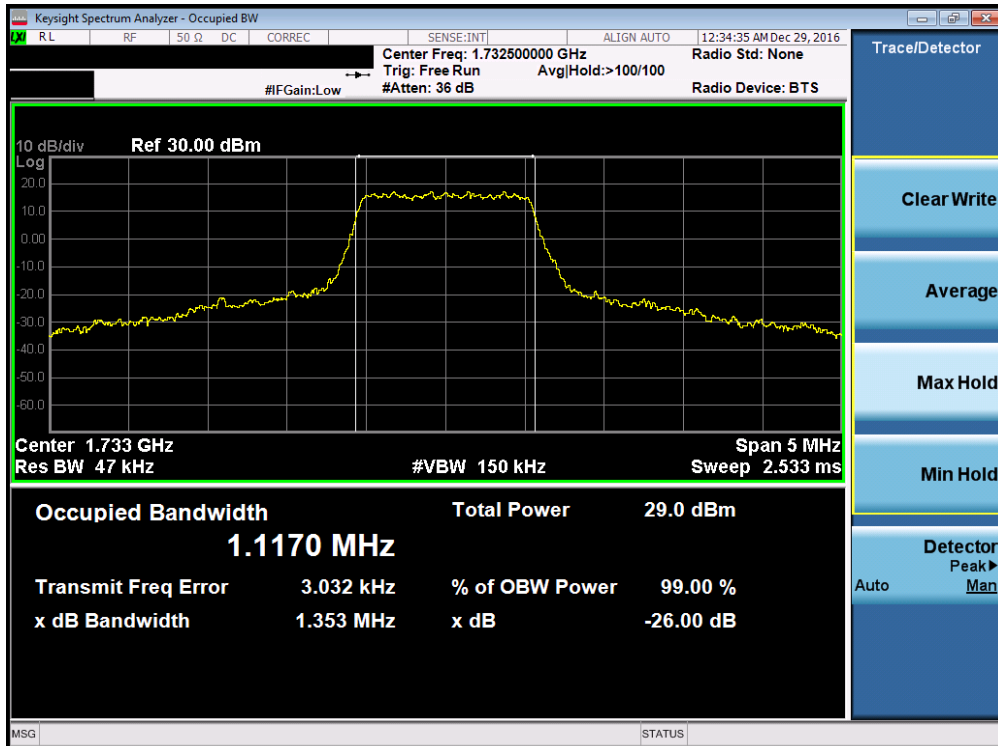 Keysight Spectrum Analyzer - Occupied BW
LXI RL RF 50 Ω DC CORREC SENSE:INT ALIGN AUTO 12:34:35 AM Dec 29, 2016
Center Freq: 1.732500000 GHz Radio Std: None
Trig: Free Run Avg|Hold:>100/100
#IFGain:Low #Atten: 36 dB Radio Device: BTS
10 dB/div Ref 30.00 dBm
Log
20.0
10.0
0.00
-10.0
-20.0
-30.0
-40.0
-50.0
-60.0
Center 1.733 GHz Span 5 MHz
Res BW 47 kHz #VBW 150 kHz Sweep 2.533 ms
Occupied Bandwidth Total Power 29.0 dBm
1.1170 MHz
Transmit Freq Error 3.032 kHz % of OBW Power 99.00 %
x dB Bandwidth 1.353 MHz x dB -26.00 dB
Trace/Detector
Clear Write
Average
Max Hold
Min Hold
Detector
Peak▶
Auto Man
MSG STATUS